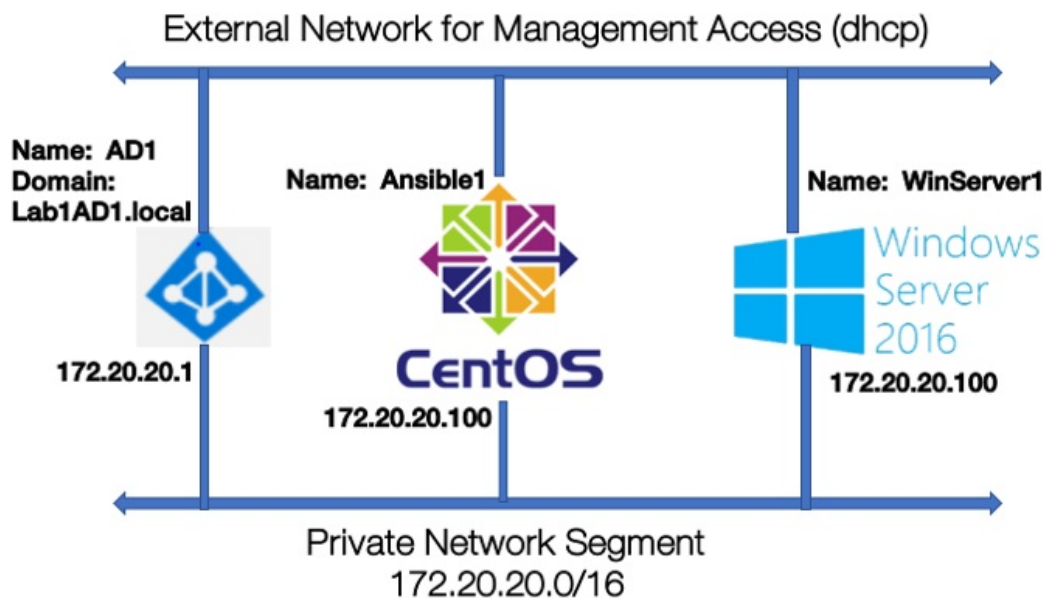 External Network for Management Access (dhcp)
Name: AD1
Domain:
Lab1AD1.local
Name: Ansible1
Name: WinServer1
Windows
Server
2016
CentOS
172.20.20.1
172.20.20.100
172.20.20.100
Private Network Segment
172.20.20.0/16